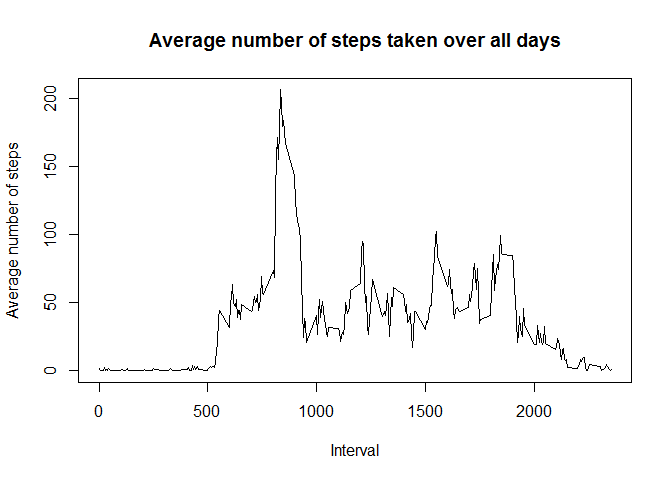 Average number of steps taken over all days
Average number of steps
200
150
100
50
0
0 500 1000 1500 2000
Interval